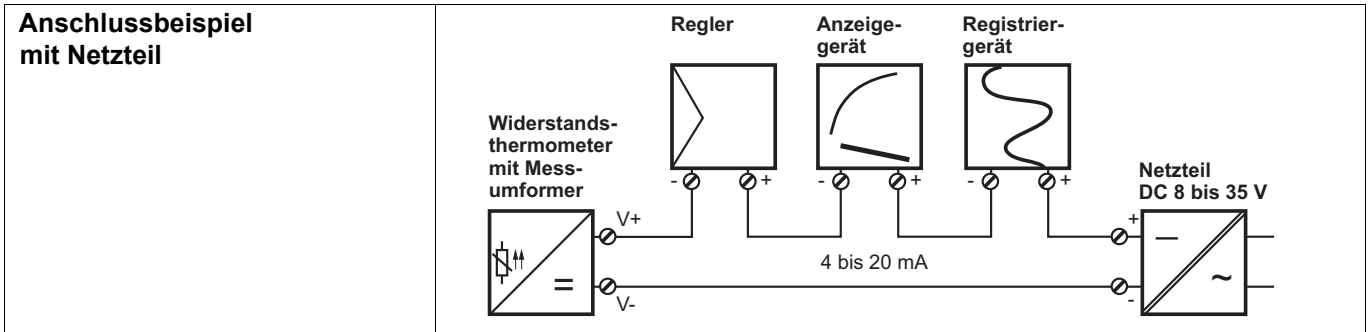 Anschlussbeispiel
mit Netzteil
Regler
Anzeige-
gerät
Registrier-
gerät
Widerstands-
thermometer
mit Mess-
umformer
- +
- +
- +
Netzteil
DC 8 bis 35 V
V+
+
4 bis 20 mA
V-
-
=
~